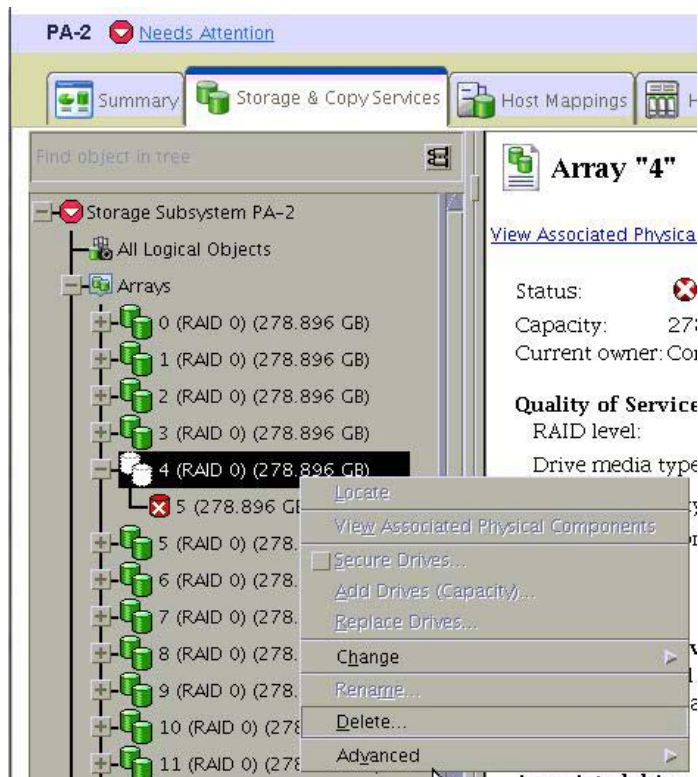 PA-2 Needs Attention
Summary
Storage & Copy Services
Host Mappings
H
Find object in tree
Storage Subsystem PA-2
All Logical Objects
Arrays
0 (RAID 0) (278.896 GB)
1 (RAID 0) (278.896 GB)
2 (RAID 0) (278.896 GB)
3 (RAID 0) (278.896 GB)
4 (RAID 0) (278.896 GB)
5 (278.896 GB
5 (RAID 0) (278.
6 (RAID 0) (278.
7 (RAID 0) (278.
8 (RAID 0) (278.
9 (RAID 0) (278.
10 (RAID 0) (278
11 (RAID 0) (278
Locate
View Associated Physical Components
Secure Drives...
Add Drives (Capacity)...
Replace Drives...
Change
Rename...
Delete...
Advanced
Array "4"
View Associated Physica
Status:
Capacity: 27
Current owner: Co
Quality of Service
RAID level:
Drive media type